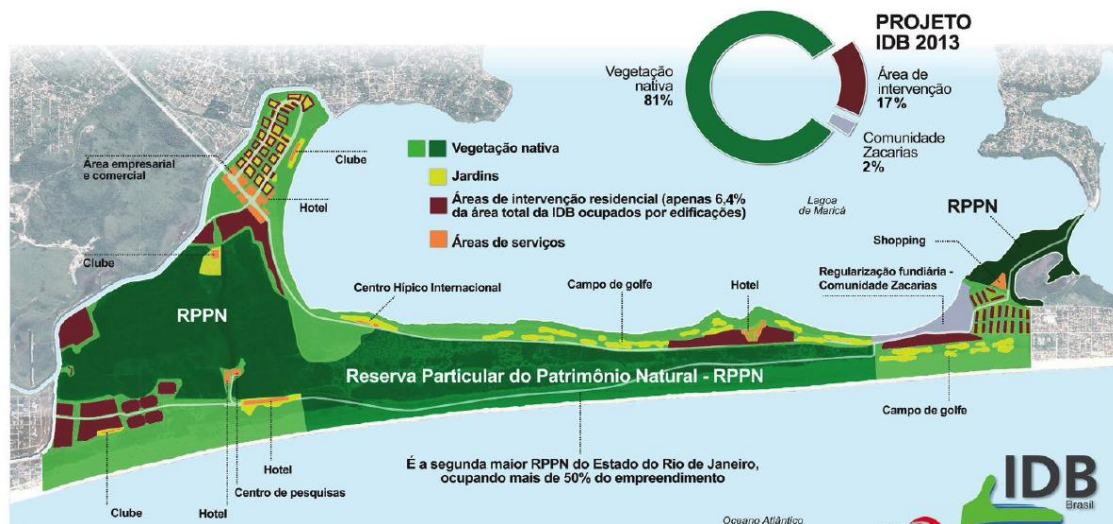 PROJETO
IDB 2013
Vegetação
nativa
81%
Área de
intervenção
17%
Comunidade
Zacarias
2%
Vegetação nativa
Jardins
Áreas de intervenção residencial (apenas 6,4%
da área total da IDB ocupados por edificações)
Áreas de serviços
Área empresarial
e comercial
Clube
Hotel
Clube
RPPN
Lagoa
de Maricá
RPPN
Shopping
Regularização fundiária -
Comunidade Zacarias
Centro Hípico Internacional
Campo de golfe
Hotel
Reserva Particular do Patrimônio Natural - RPPN
Campo de golfe
É a segunda maior RPPN do Estado do Rio de Janeiro,
ocupando mais de 50% do empreendimento
Hotel
Centro de pesquisas
Clube
Hotel
Oceano Atlântico
IDB
Brasil